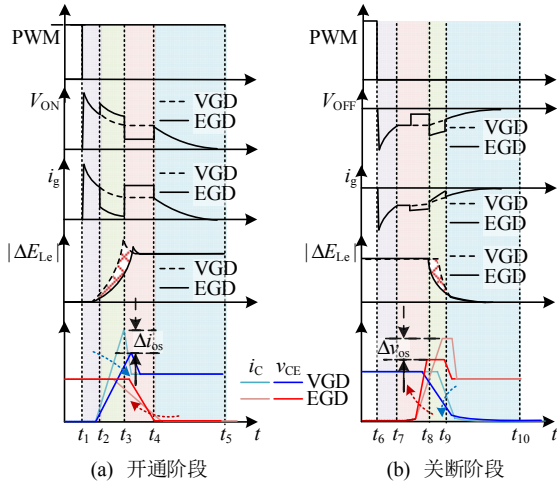 PWM
t
V_ON
VGD
EGD
t
i_g
VGD
EGD
t
|ΔE_Le|
VGD
EGD
t
Δi_os
t_1 t_2 t_3 t_4 t_5 t
(a) 开通阶段
i_C v_CE
VGD
EGD
PWM
t
V_OFF
t
VGD
EGD
i_g
t
VGD
EGD
|ΔE_Le|
VGD
EGD
t
Δv_os
t_6 t_7 t_8 t_9 t_10 t
(b) 关断阶段